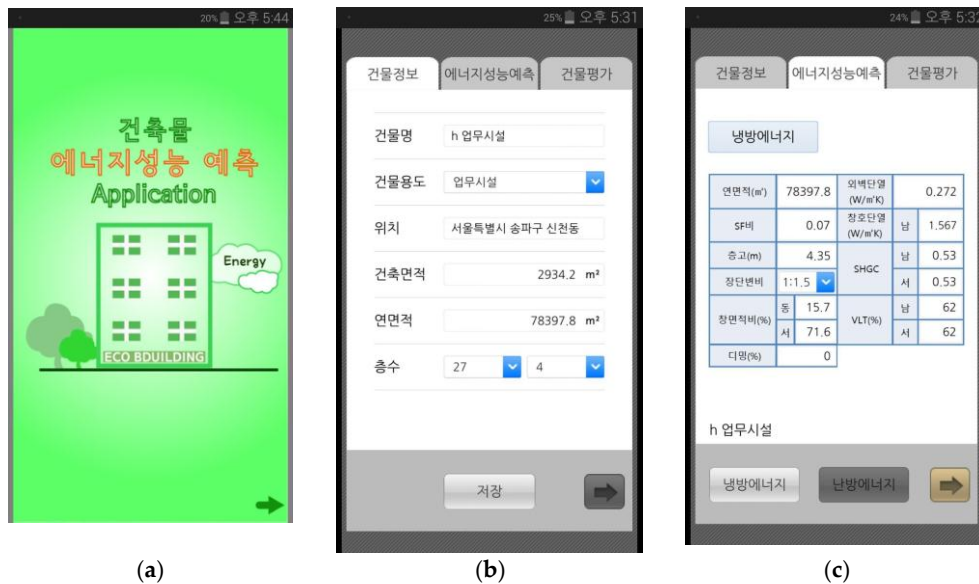 20% 오후 5:44
건축물
에너지성능 예측
Application
Energy
ECO BDUILDING
(a)
25% 오후 5:31
건물정보 에너지성능예측 건물평가
건물명 h 업무시설
건물용도 업무시설
위치 서울특별시 송파구 신천동
건축면적 2934.2 m²
연면적 78397.8 m²
층수 27 4
저장
(b)
24% 오후 5:32
건물정보 에너지성능예측 건물평가
냉방에너지
연면적(㎡) 78397.8 외벽단열 (W/㎡K) 0.272
SF비 0.07 창호단열 (W/㎡K) 남 1.567
층고(m) 4.35 SHGC 남 0.53
장단변비 1:1.5 서 0.53
창면적비(%) 동 15.7 VLT(%) 남 62
서 71.6 서 62
디밍(%) 0
h 업무시설
냉방에너지 난방에너지
(c)